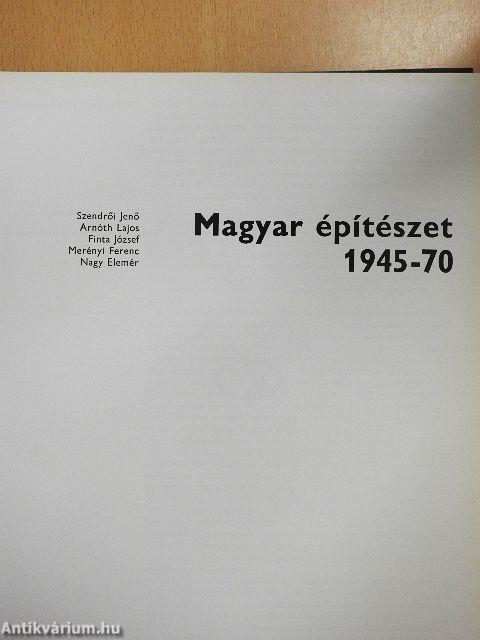 Szendrői Jenő
Arnóth Lajos
Finta József
Merényi Ferenc
Nagy Elemér
Magyar építészet
1945-70
Antikvárium.hu